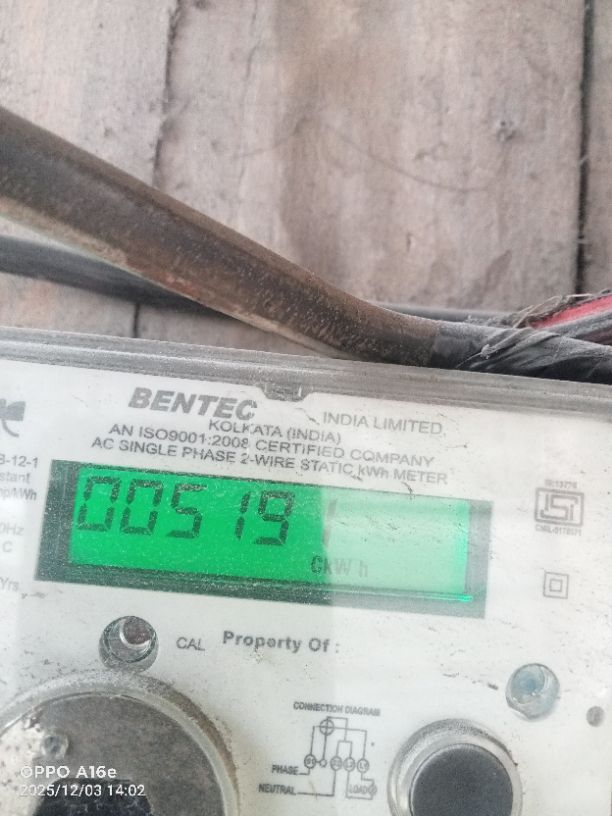 BENTEC INDIA LIMITED
KOLKATA (INDIA)
AN ISO9001:2008 CERTIFIED COMPANY
AC SINGLE PHASE 2-WIRE STATIC kWh METER
00519
CkWh
CAL
Property Of :
CONNECTION DIAGRAM
PHASE
NEUTRAL
LOAD
OPPO A16e
2025/12/03 14:02